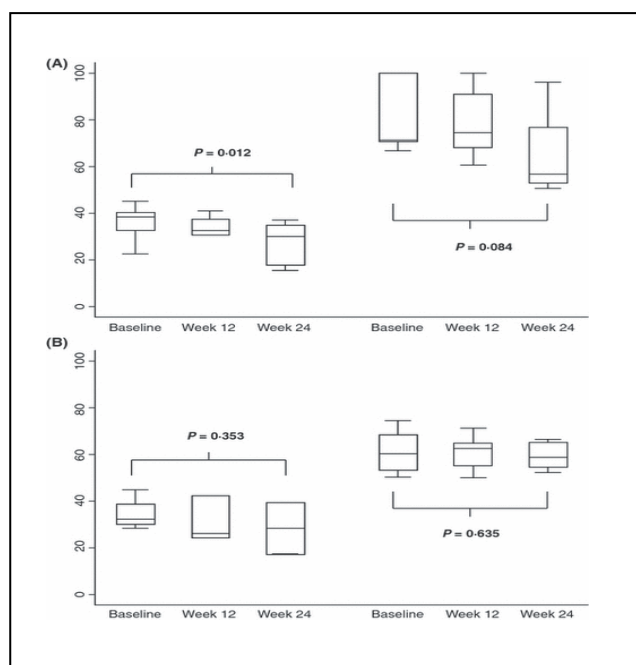 (A)
100
80
60
40
20
0
P = 0·012
P = 0·084
Baseline Week 12 Week 24 Baseline Week 12 Week 24
(B)
100
80
60
40
20
0
P = 0·353
P = 0·635
Baseline Week 12 Week 24 Baseline Week 12 Week 24